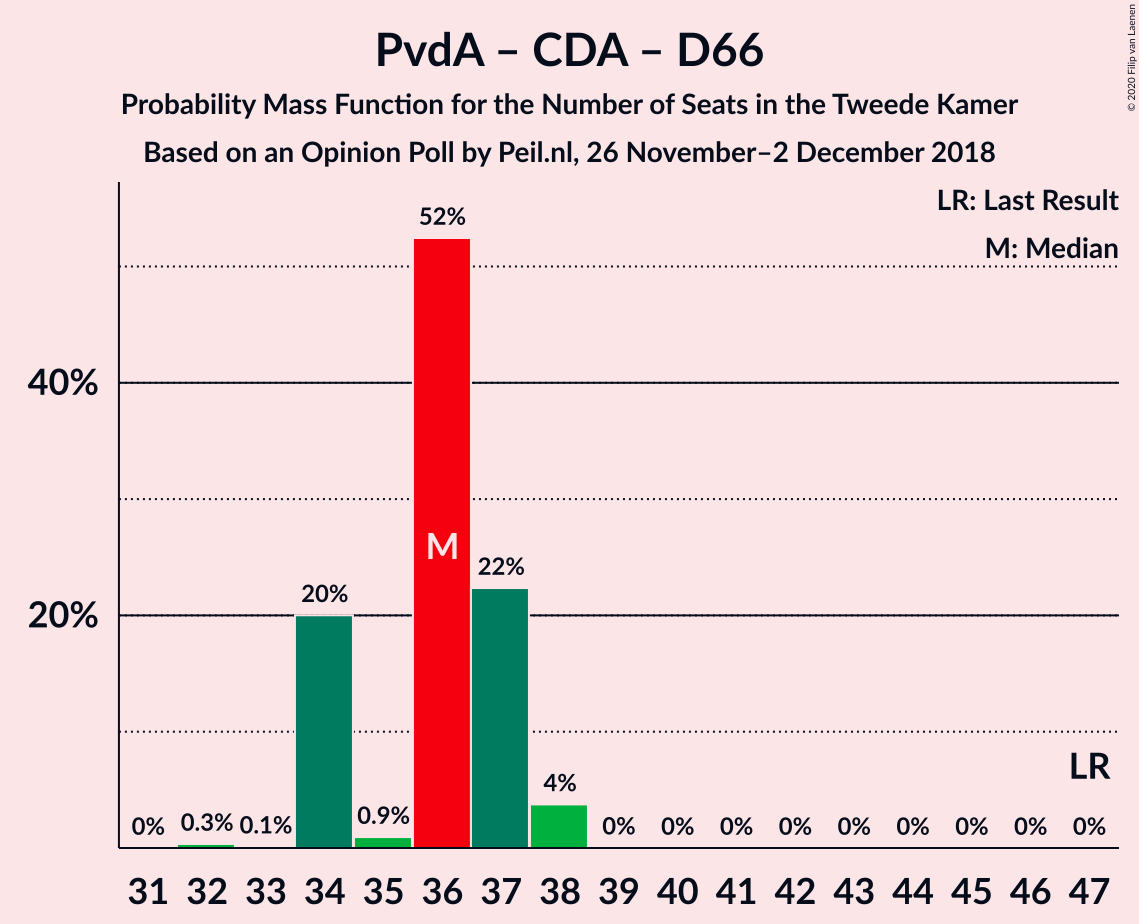 PvdA – CDA – D66
Probability Mass Function for the Number of Seats in the Tweede Kamer
Based on an Opinion Poll by Peil.nl, 26 November–2 December 2018
© 2020 Filip van Laenen
LR: Last Result
M: Median
40%
20%
0% 0.3% 0.1% 20% 0.9% 52% 22% 4% 0% 0% 0% 0% 0% 0% 0% 0% 0%
M
LR
31 32 33 34 35 36 37 38 39 40 41 42 43 44 45 46 47